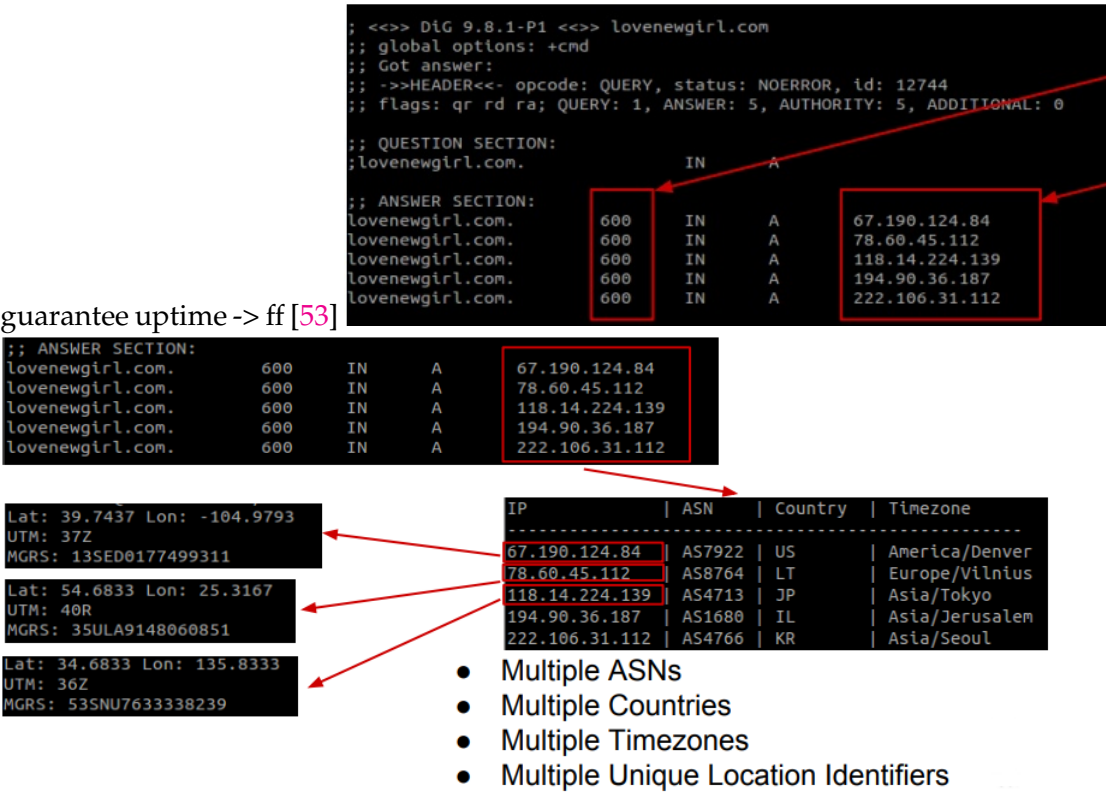 ; <<>> DiG 9.8.1-P1 <<>> lovenewgirl.com
;; global options: +cmd
;; Got answer:
;; ->>HEADER<<- opcode: QUERY, status: NOERROR, id: 12744
;; flags: qr rd ra; QUERY: 1, ANSWER: 5, AUTHORITY: 5, ADDITIONAL: 0
;; QUESTION SECTION:
;lovenewgirl.com. IN A
;; ANSWER SECTION:
lovenewgirl.com. 600 IN A 67.190.124.84
lovenewgirl.com. 600 IN A 78.60.45.112
lovenewgirl.com. 600 IN A 118.14.224.139
lovenewgirl.com. 600 IN A 194.90.36.187
lovenewgirl.com. 600 IN A 222.106.31.112
guarantee uptime -> ff [53]
;; ANSWER SECTION:
lovenewgirl.com. 600 IN A 67.190.124.84
lovenewgirl.com. 600 IN A 78.60.45.112
lovenewgirl.com. 600 IN A 118.14.224.139
lovenewgirl.com. 600 IN A 194.90.36.187
lovenewgirl.com. 600 IN A 222.106.31.112
Lat: 39.7437 Lon: -104.9793
UTM: 37Z
MGRS: 13SED0177499311
Lat: 54.6833 Lon: 25.3167
UTM: 40R
MGRS: 35ULA9148060851
Lat: 34.6833 Lon: 135.8333
UTM: 36Z
MGRS: 53SNU7633338239
IP | ASN | Country | Timezone
-----------------------------------------------------
67.190.124.84 | AS7922 | US | America/Denver
78.60.45.112 | AS8764 | LT | Europe/Vilnius
118.14.224.139 | AS4713 | JP | Asia/Tokyo
194.90.36.187 | AS1680 | IL | Asia/Jerusalem
222.106.31.112 | AS4766 | KR | Asia/Seoul
● Multiple ASNs
● Multiple Countries
● Multiple Timezones
● Multiple Unique Location Identifiers